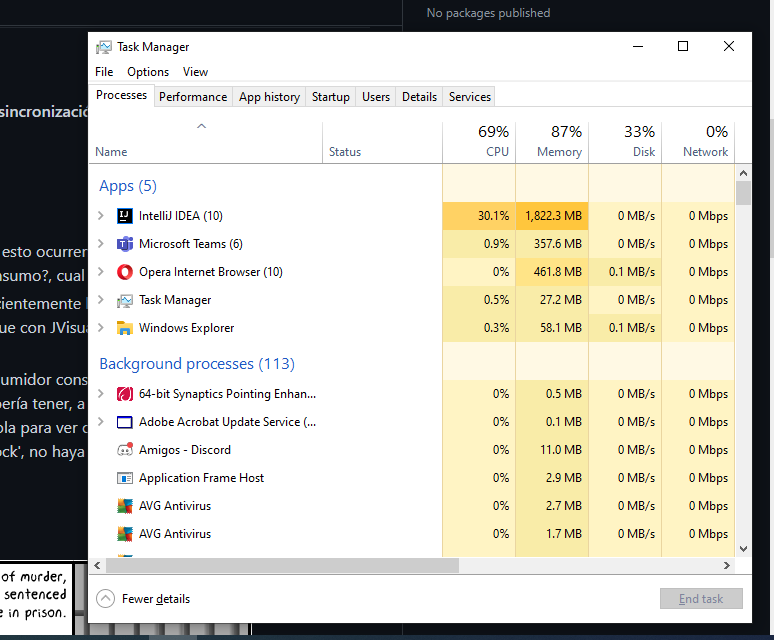 No packages published
Task Manager
File Options View
Processes Performance App history Startup Users Details Services
69% 87% 33% 0%
Name Status CPU Memory Disk Network
Apps (5)
IntelliJ IDEA (10) 30.1% 1,822.3 MB 0 MB/s 0 Mbps
Microsoft Teams (6) 0.9% 357.6 MB 0 MB/s 0 Mbps
Opera Internet Browser (10) 0% 461.8 MB 0.1 MB/s 0 Mbps
Task Manager 0.5% 27.2 MB 0 MB/s 0 Mbps
Windows Explorer 0.3% 58.1 MB 0.1 MB/s 0 Mbps
Background processes (113)
64-bit Synaptics Pointing Enhan... 0% 0.5 MB 0 MB/s 0 Mbps
Adobe Acrobat Update Service (... 0% 0.1 MB 0 MB/s 0 Mbps
Amigos - Discord 0% 11.0 MB 0 MB/s 0 Mbps
Application Frame Host 0% 2.9 MB 0 MB/s 0 Mbps
AVG Antivirus 0% 2.7 MB 0 MB/s 0 Mbps
AVG Antivirus 0% 1.7 MB 0 MB/s 0 Mbps
Fewer details End task
sincronizació
esto ocurren
nsumo?, cual
cientemente
ue con JVisua
umidor cons
ería tener, a
ola para ver
ock', no haya
of murder,
sentenced
e in prison.